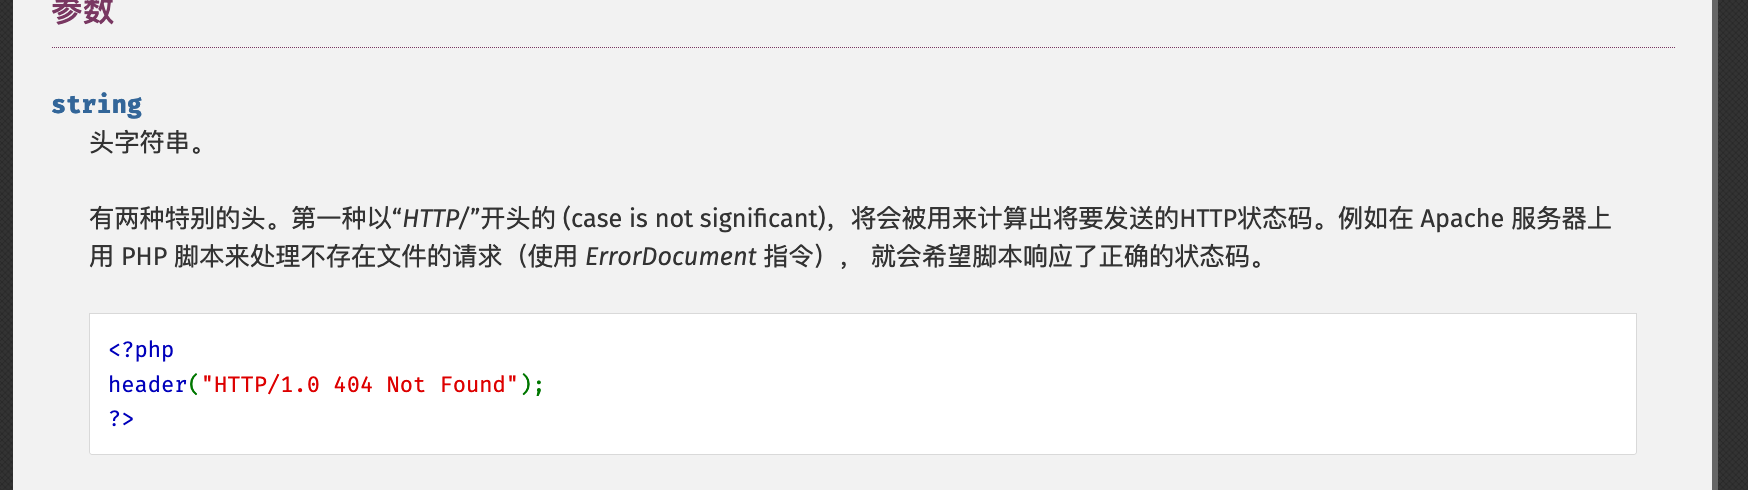 参数
string
头字符串。
有两种特别的头。第一种以“HTTP/”开头的 (case is not significant)，将会被用来计算出将要发送的HTTP状态码。例如在 Apache 服务器上
用 PHP 脚本来处理不存在文件的请求（使用 ErrorDocument 指令）， 就会希望脚本响应了正确的状态码。
<?php
header("HTTP/1.0 404 Not Found");
?>